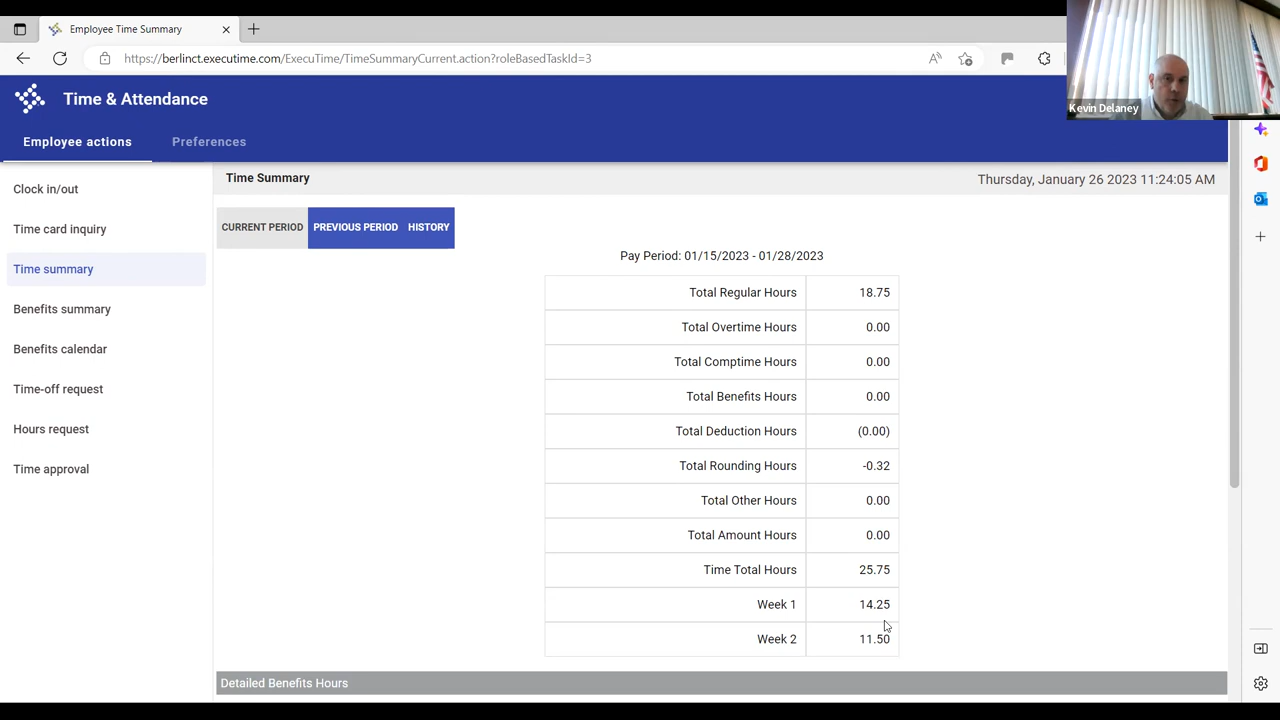 Employee Time Summary
https://berlinct.executime.com/ExecuTime/TimeSummaryCurrent.action?roleBasedTaskId=3
Kevin Delaney
Time & Attendance
Employee actions
Preferences
Clock in/out
Time card inquiry
Time summary
Benefits summary
Benefits calendar
Time-off request
Hours request
Time approval
Time Summary
Thursday, January 26 2023 11:24:05 AM
CURRENT PERIOD PREVIOUS PERIOD HISTORY
Pay Period: 01/15/2023 - 01/28/2023
Total Regular Hours 18.75
Total Overtime Hours 0.00
Total Comptime Hours 0.00
Total Benefits Hours 0.00
Total Deduction Hours (0.00)
Total Rounding Hours -0.32
Total Other Hours 0.00
Total Amount Hours 0.00
Time Total Hours 25.75
Week 1 14.25
Week 2 11.50
Detailed Benefits Hours